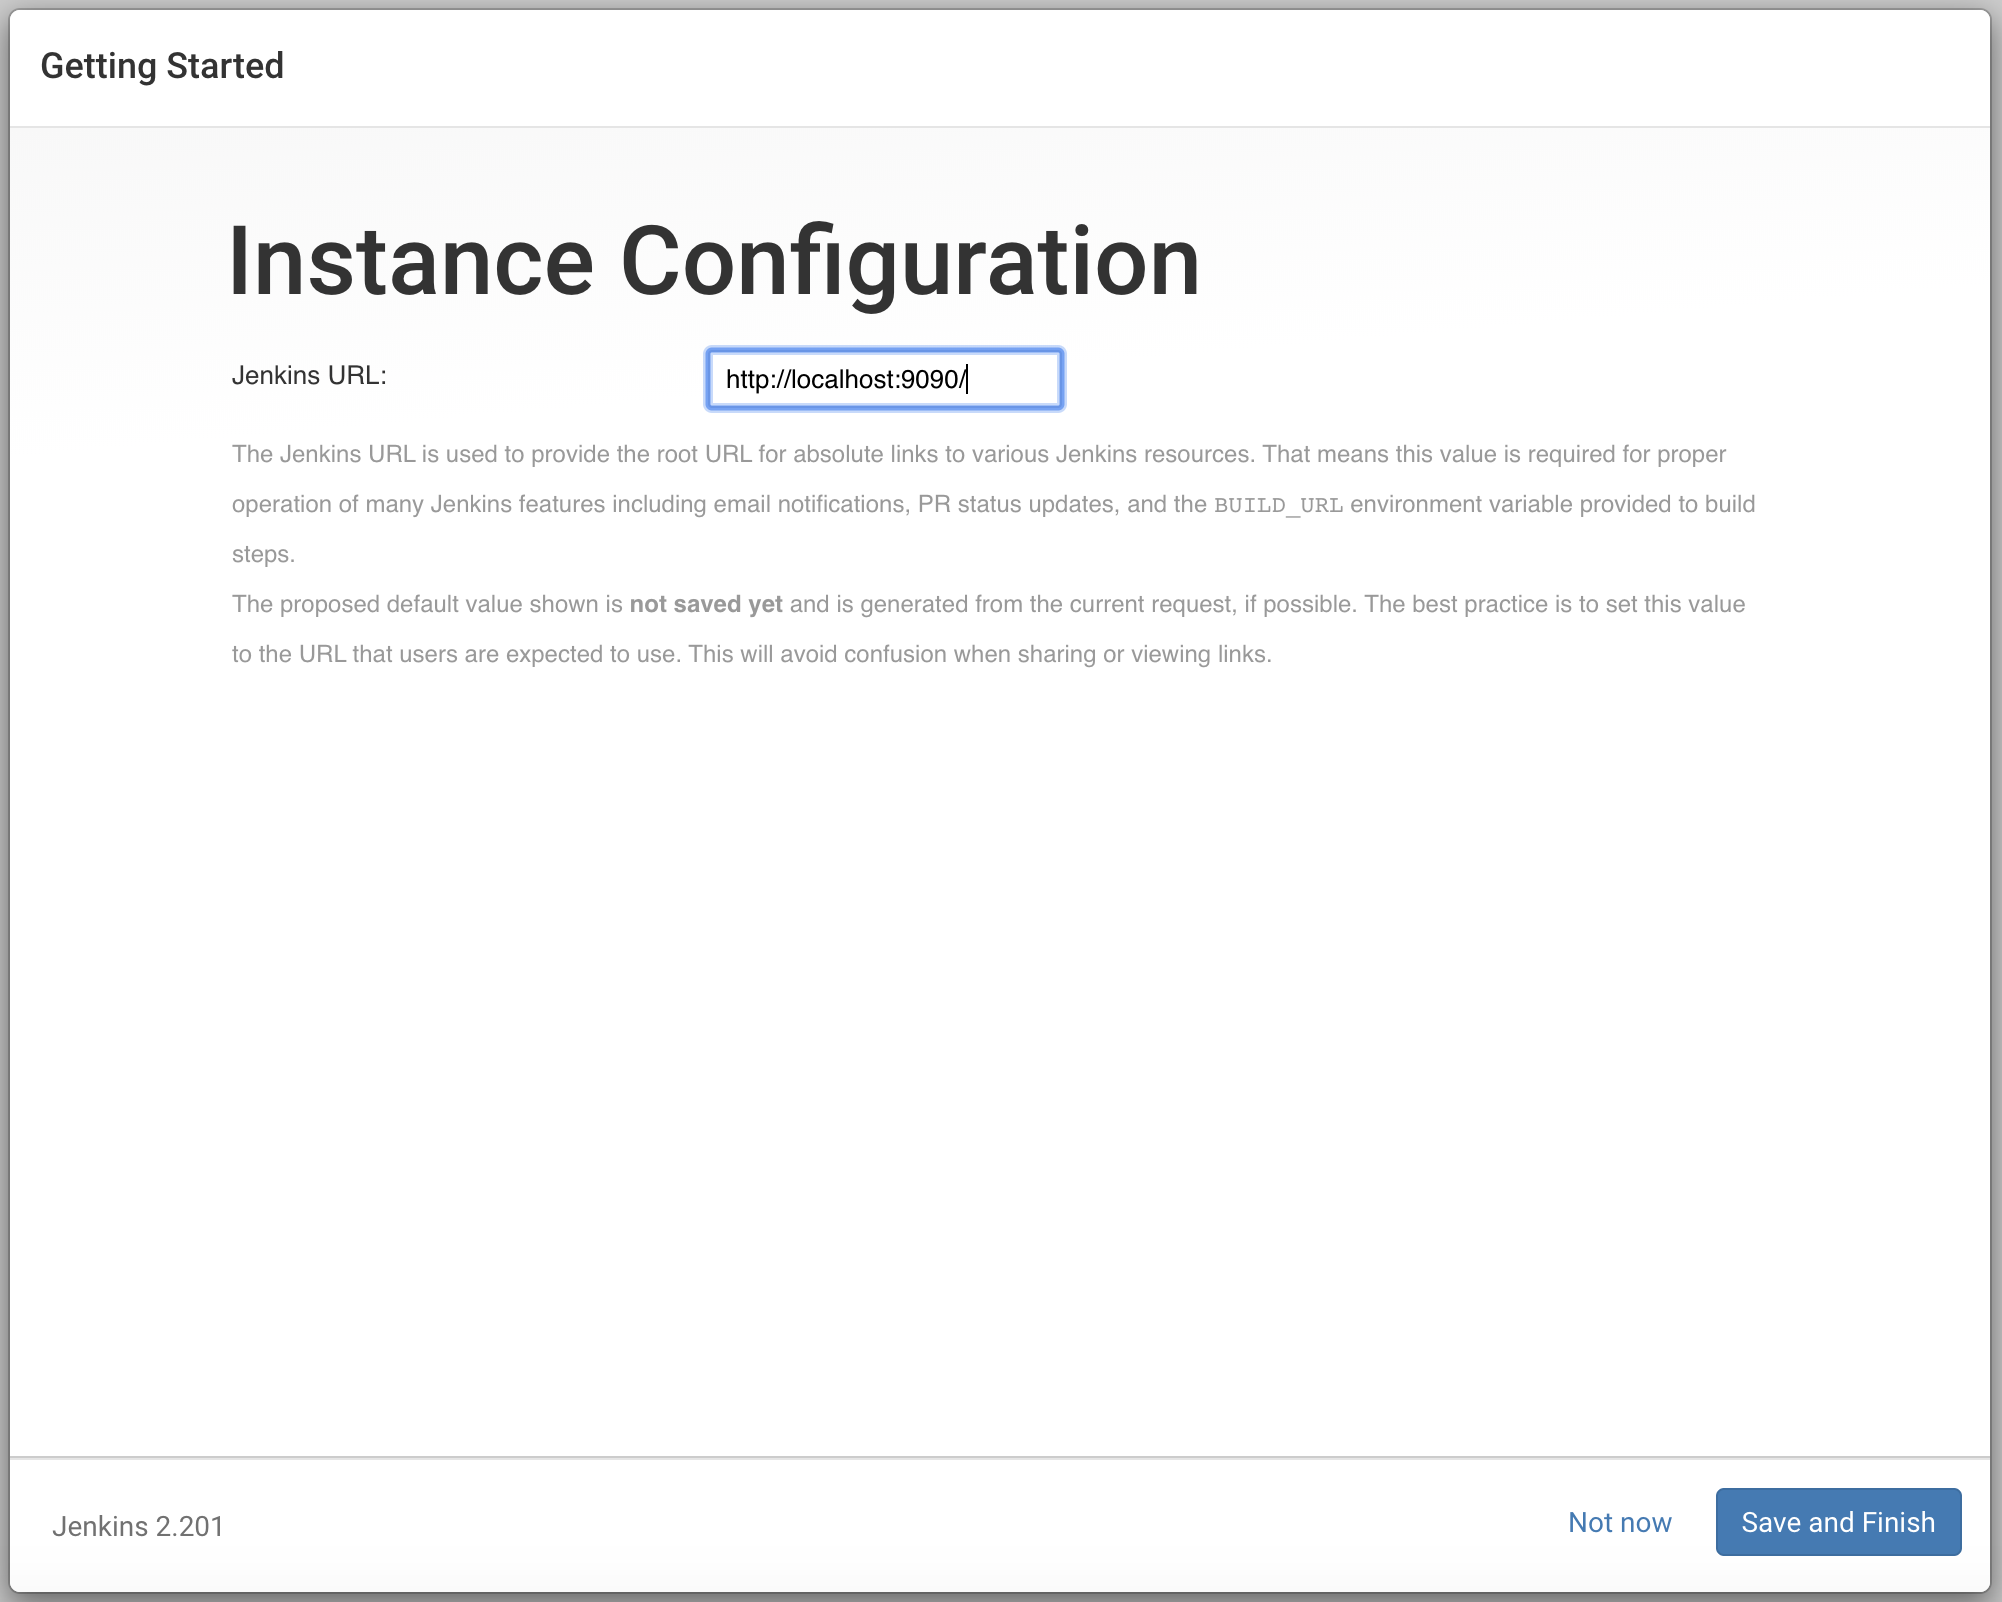 Getting Started
Instance Configuration
Jenkins URL:
http://localhost:9090/
The Jenkins URL is used to provide the root URL for absolute links to various Jenkins resources. That means this value is required for proper
operation of many Jenkins features including email notifications, PR status updates, and the BUILD_URL environment variable provided to build
steps.
The proposed default value shown is not saved yet and is generated from the current request, if possible. The best practice is to set this value
to the URL that users are expected to use. This will avoid confusion when sharing or viewing links.
Jenkins 2.201
Not now
Save and Finish